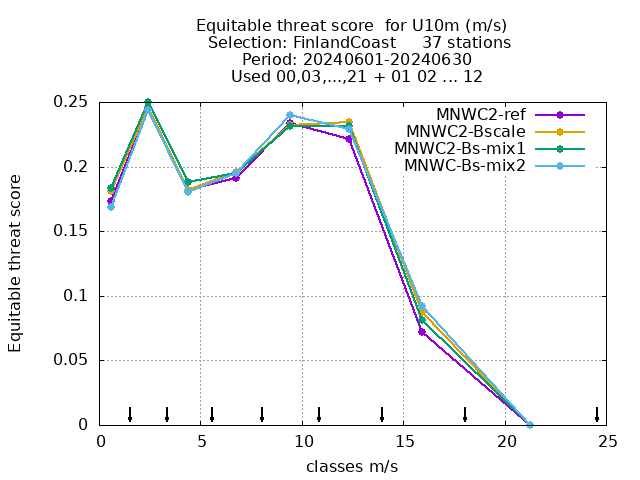 Equitable threat score  for U10m (m/s)
Selection: FinlandCoast     37 stations
Period: 20240601-20240630
Used 00,03,...,21 + 01 02 ... 12
MNWC2-ref
MNWC2-Bscale
MNWC2-Bs-mix1
MNWC-Bs-mix2
Equitable threat score
0.25
0.2
0.15
0.1
0.05
0
0 5 10 15 20 25
classes m/s